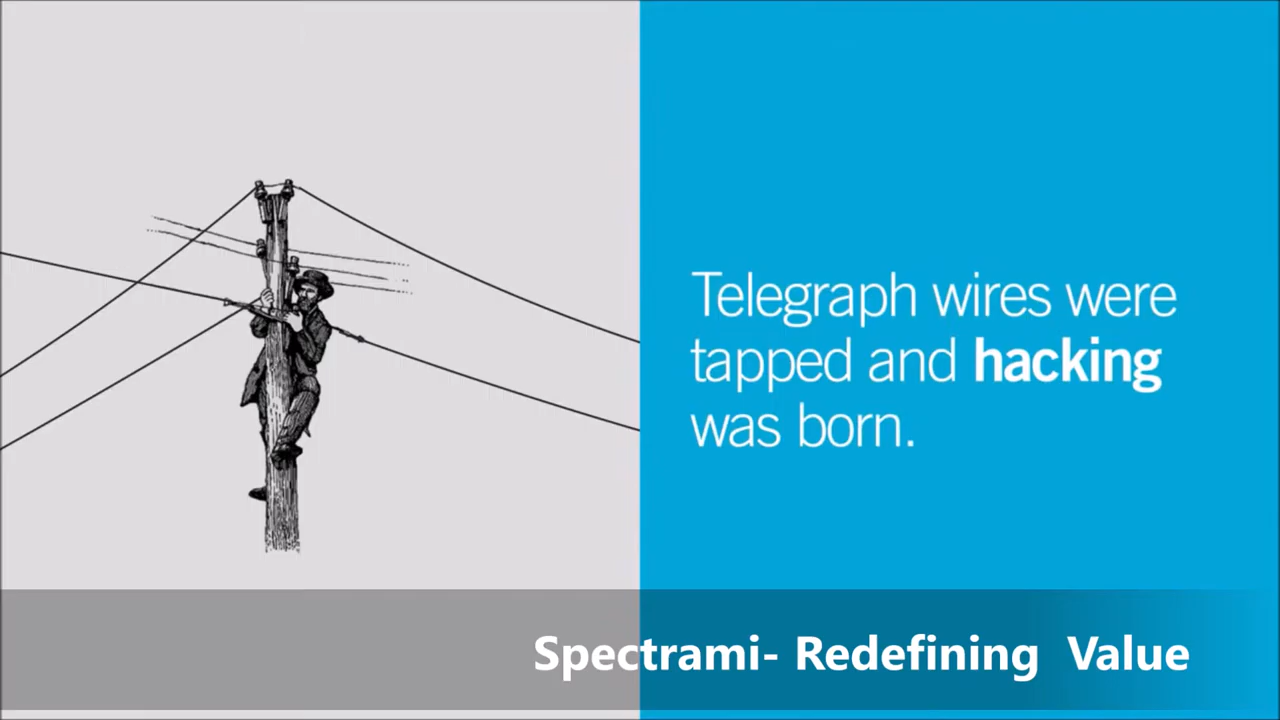 Telegraph wires were
tapped and hacking
was born.
Spectrami- Redefining  Value